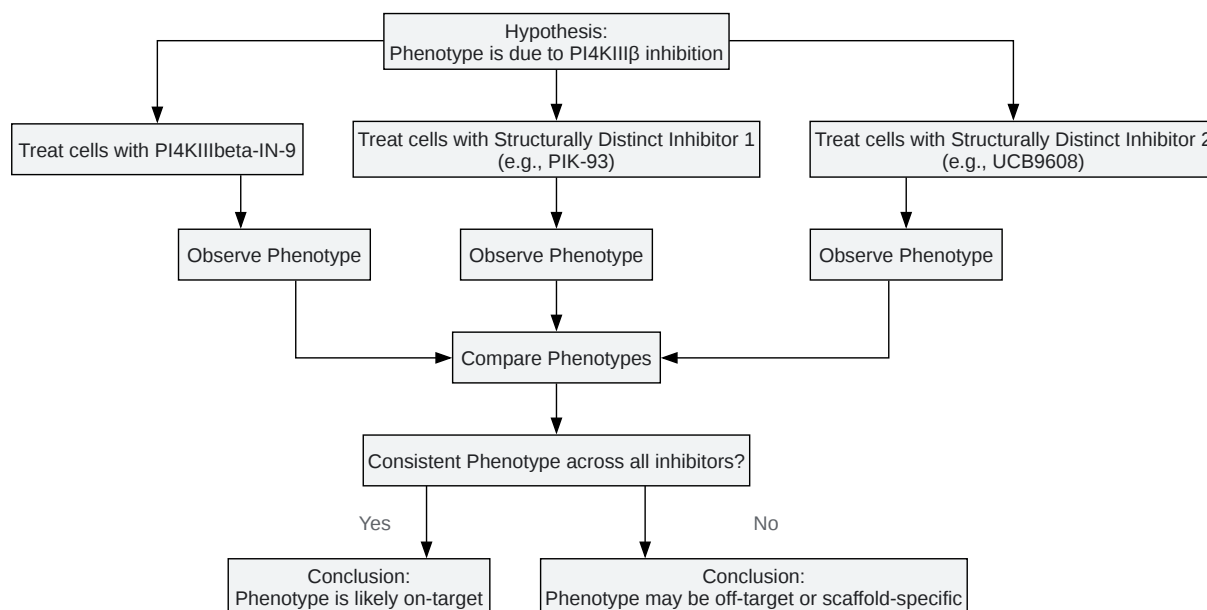 Hypothesis:
Phenotype is due to PI4KIIIβ inhibition
Treat cells with PI4KIIIbeta-IN-9
Treat cells with Structurally Distinct Inhibitor 1
(e.g., PIK-93)
Treat cells with Structurally Distinct Inhibitor 2
(e.g., UCB9608)
Observe Phenotype
Observe Phenotype
Observe Phenotype
Compare Phenotypes
Consistent Phenotype across all inhibitors?
Yes
No
Conclusion:
Phenotype is likely on-target
Conclusion:
Phenotype may be off-target or scaffold-specific